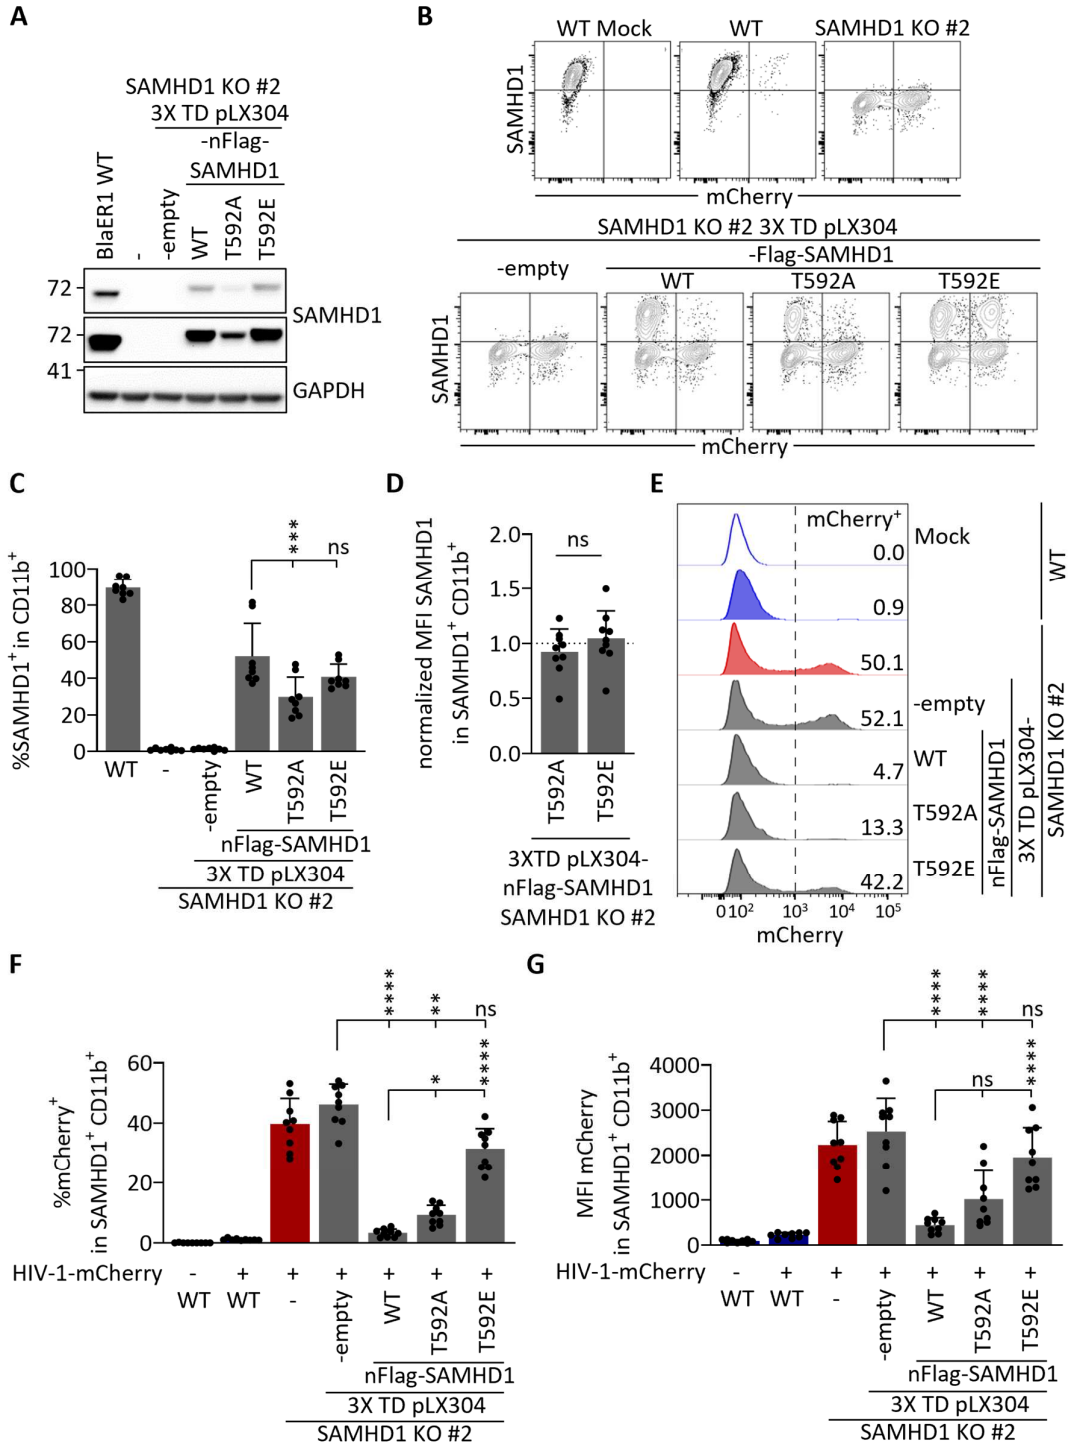 A
SAMHD1 KO #2
3X TD pLX304
-nFlag-
SAMHD1
BlaER1 WT
-
-empty
WT
T592A
T592E
72
SAMHD1
72
41
GAPDH
B
WT Mock
WT
SAMHD1 KO #2
SAMHD1
mCherry
SAMHD1 KO #2 3X TD pLX304
-empty
-Flag-SAMHD1
WT
T592A
T592E
SAMHD1
mCherry
C
%SAMHD1+ in CD11b+
***
ns
100
80
60
40
20
0
WT
-
-empty
WT
T592A
T592E
nFlag-SAMHD1
3X TD pLX304
SAMHD1 KO #2
D
normalized MFI SAMHD1
in SAMHD1+ CD11b+
ns
2.0
1.5
1.0
0.5
0.0
T592A
T592E
3XTD pLX304-
nFlag-SAMHD1
SAMHD1 KO #2
E
mCherry+
0.0
Mock
0.9
WT
50.1
52.1
-empty
4.7
WT
13.3
T592A
42.2
T592E
nFlag-SAMHD1
3X TD pLX304-
SAMHD1 KO #2
0 10² 10³ 10⁴ 10⁵
mCherry
F
%mCherry+
in SAMHD1+ CD11b+
****
**
ns
*
****
60
40
20
0
HIV-1-mCherry - + + + + + +
WT
WT
-
-empty
WT
T592A
T592E
nFlag-SAMHD1
3X TD pLX304
SAMHD1 KO #2
G
MFI mCherry
in SAMHD1+ CD11b+
****
****
ns
ns
****
4000
3000
2000
1000
0
HIV-1-mCherry - + + + + + +
WT
WT
-
-empty
WT
T592A
T592E
nFlag-SAMHD1
3X TD pLX304
SAMHD1 KO #2